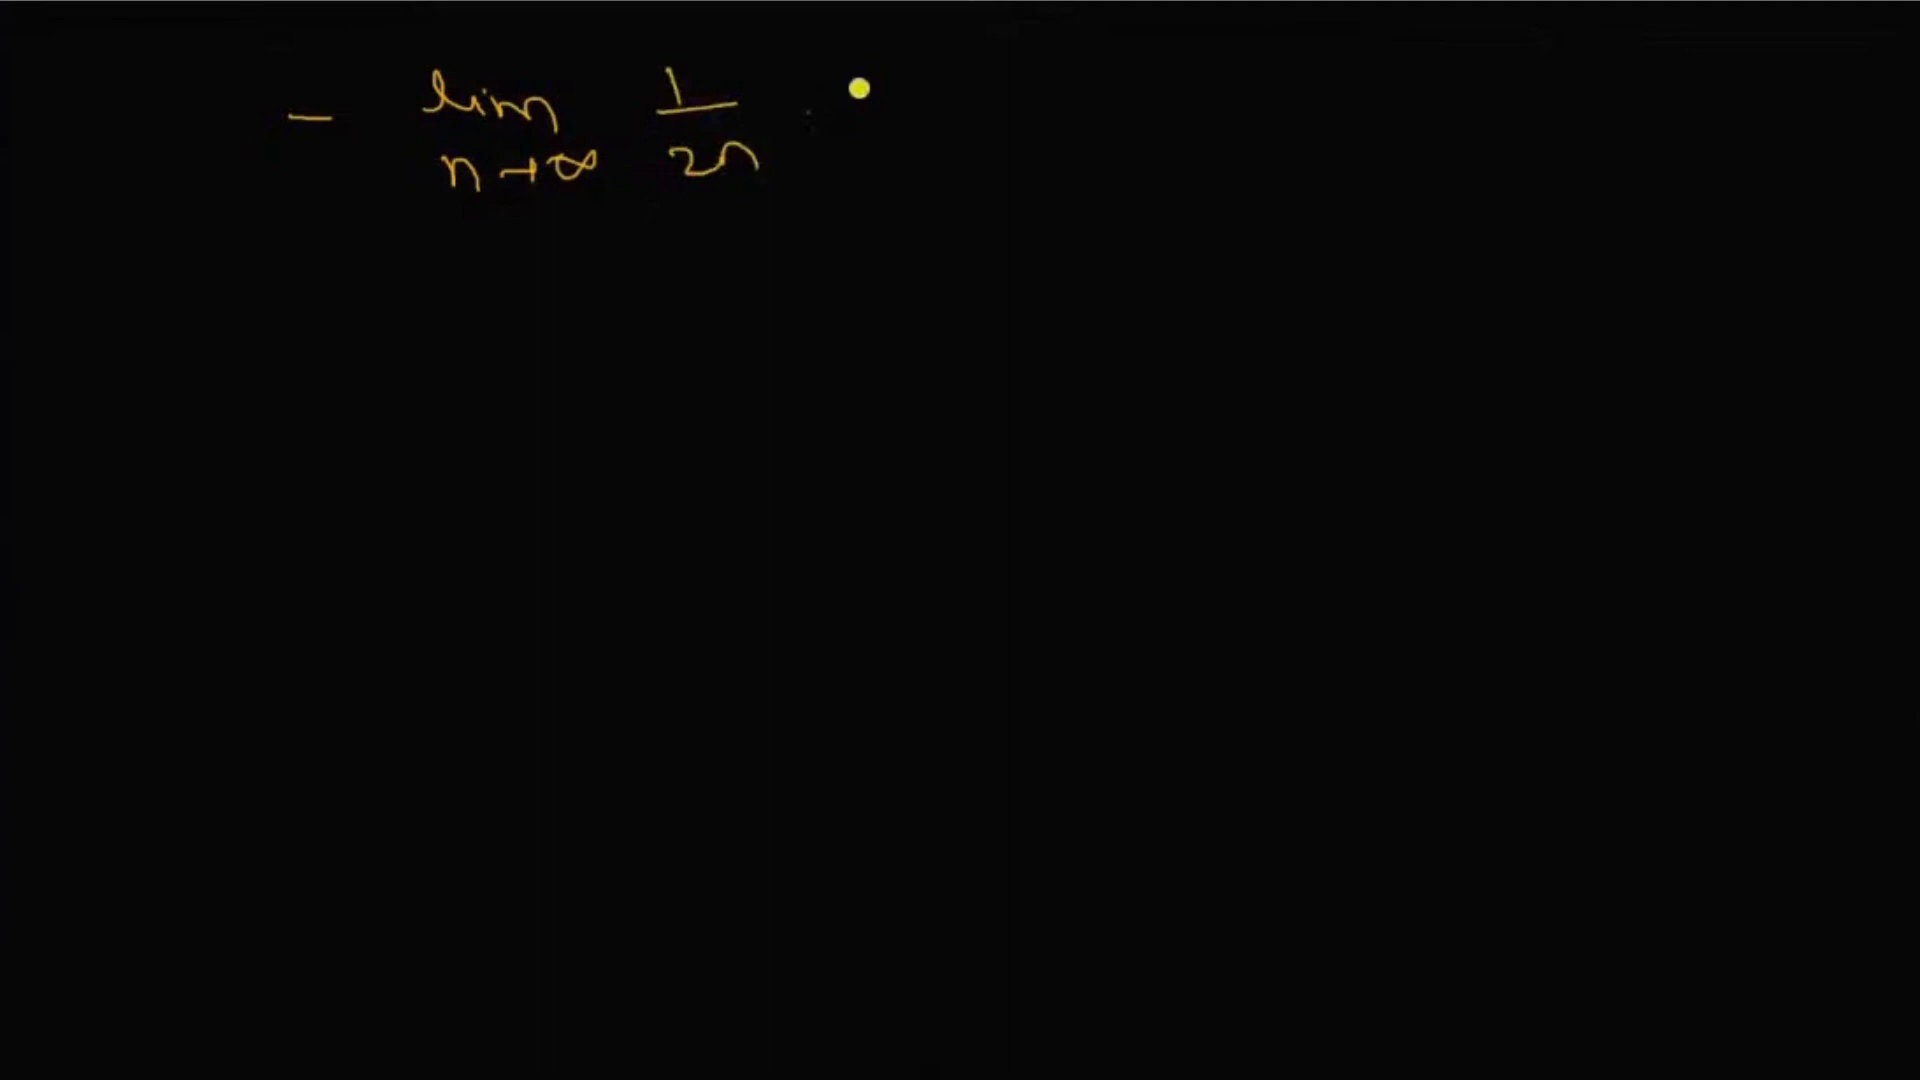 - lim 1/2n
n→∞